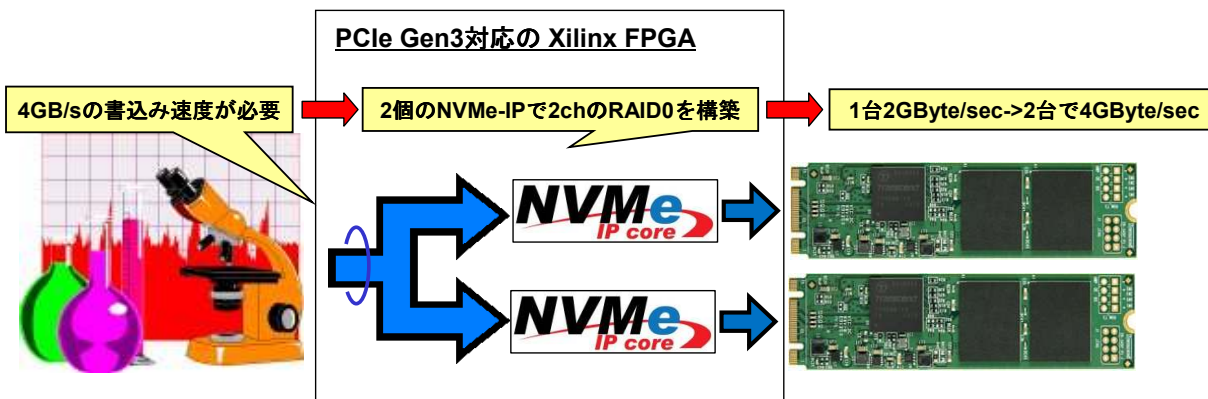 PCIe Gen3対応の Xilinx FPGA
4GB/sの書込み速度が必要
2個のNVMe-IPで2chのRAID0を構築
1台2GByte/sec->2台で4GByte/sec
NVMe
IP core
NVMe
IP core